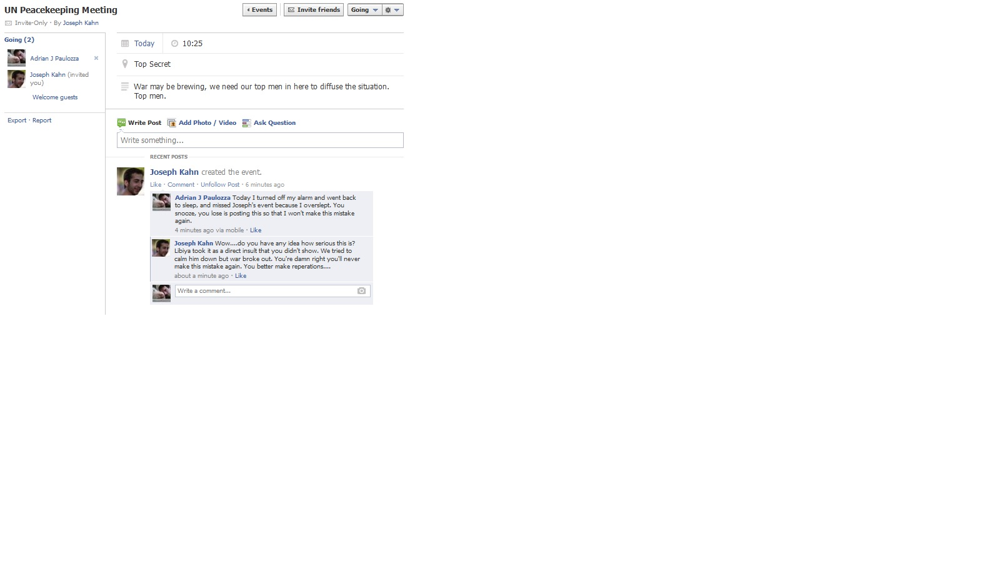 UN Peacekeeping Meeting
Events
Invite friends
Going
Invite-Only · By Joseph Kahn
Going (2)
Adrian J Paulozza
Joseph Kahn (invited
you)
Welcome guests
Export · Report
Today
10:25
Top Secret
War may be brewing, we need our top men in here to diffuse the situation.
Top men.
Write Post
Add Photo / Video
Ask Question
Write something...
RECENT POSTS
Joseph Kahn created the event.
Like · Comment · Unfollow Post · 6 minutes ago
Adrian J Paulozza Today I turned off my alarm and went back
to sleep, and missed Joseph's event because I overslept. You
snooze, you lose is posting this so that I won't make this mistake
again.
4 minutes ago via mobile · Like
Joseph Kahn Wow....do you have any idea how serious this is?
Libiya took it as a direct insult that you didn't show. We tried to
calm him down but war broke out. You're damn right you'll never
make this mistake again. You better make reperations....
about a minute ago · Like
Write a comment...